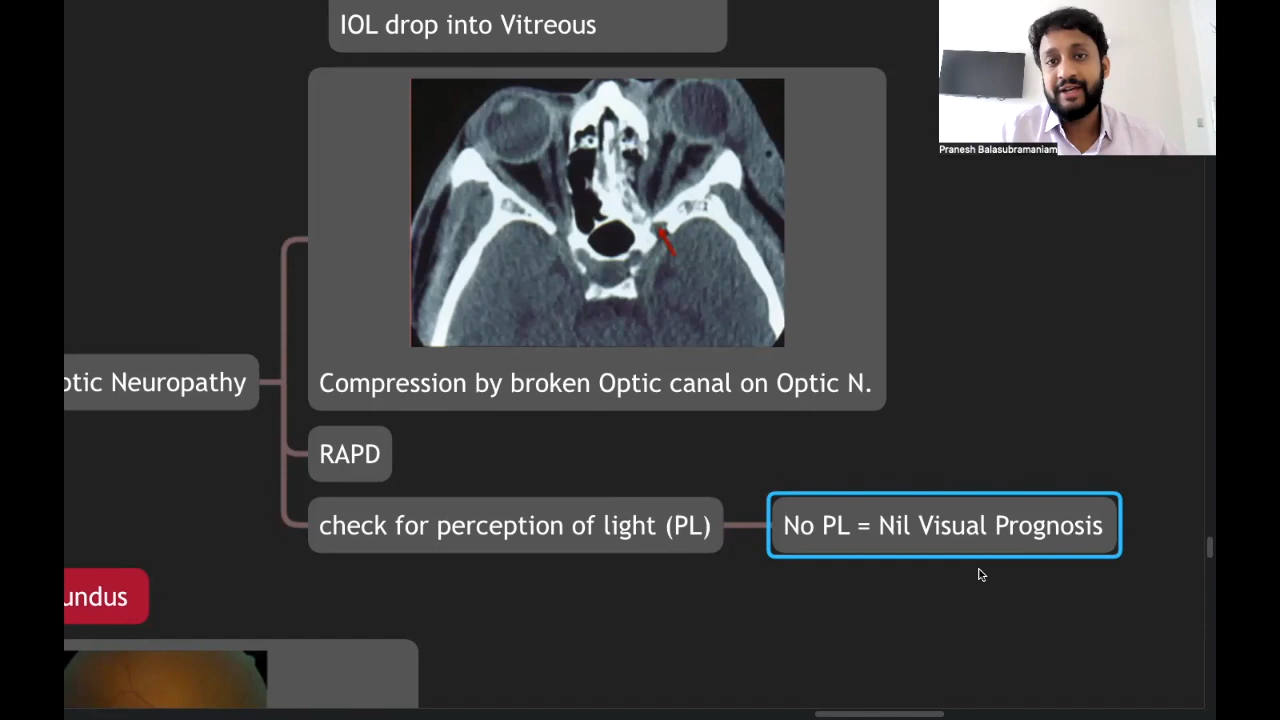 IOL drop into Vitreous
Pranesh Balasubramaniam
Compression by broken Optic canal on Optic N.
otic Neuropathy
RAPD
check for perception of light (PL)
No PL = Nil Visual Prognosis
undus